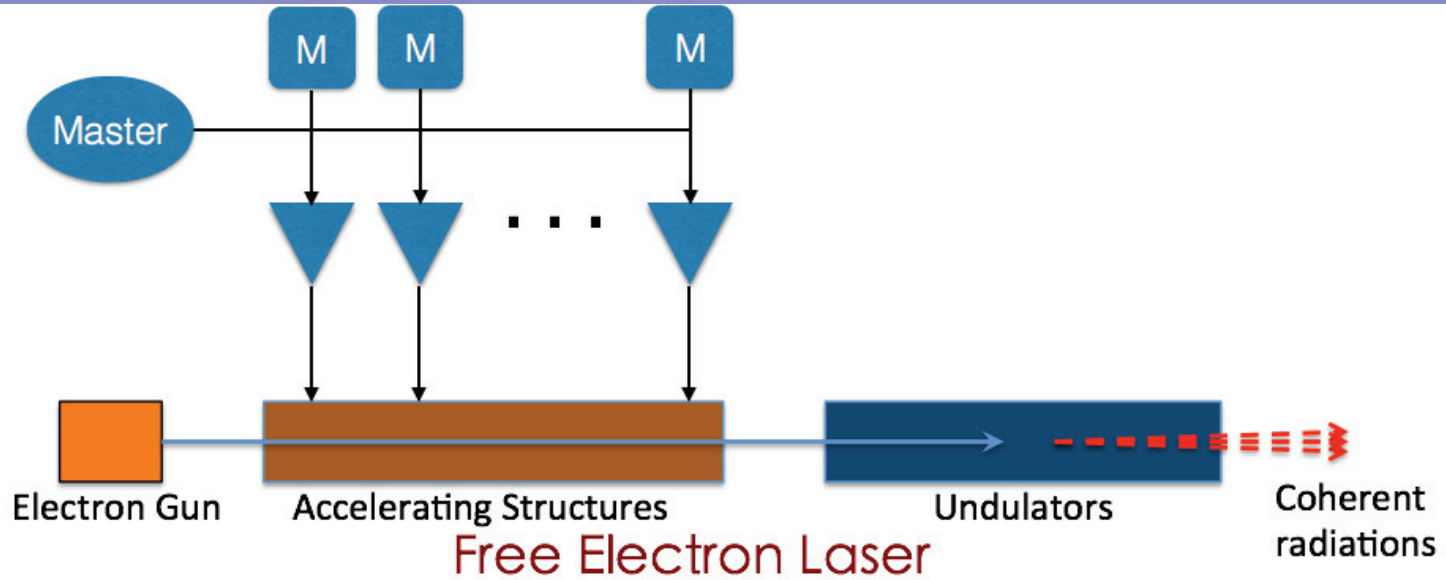 M M M
Master
. . .
Electron Gun Accelerating Structures Undulators Coherent
radiations
Free Electron Laser